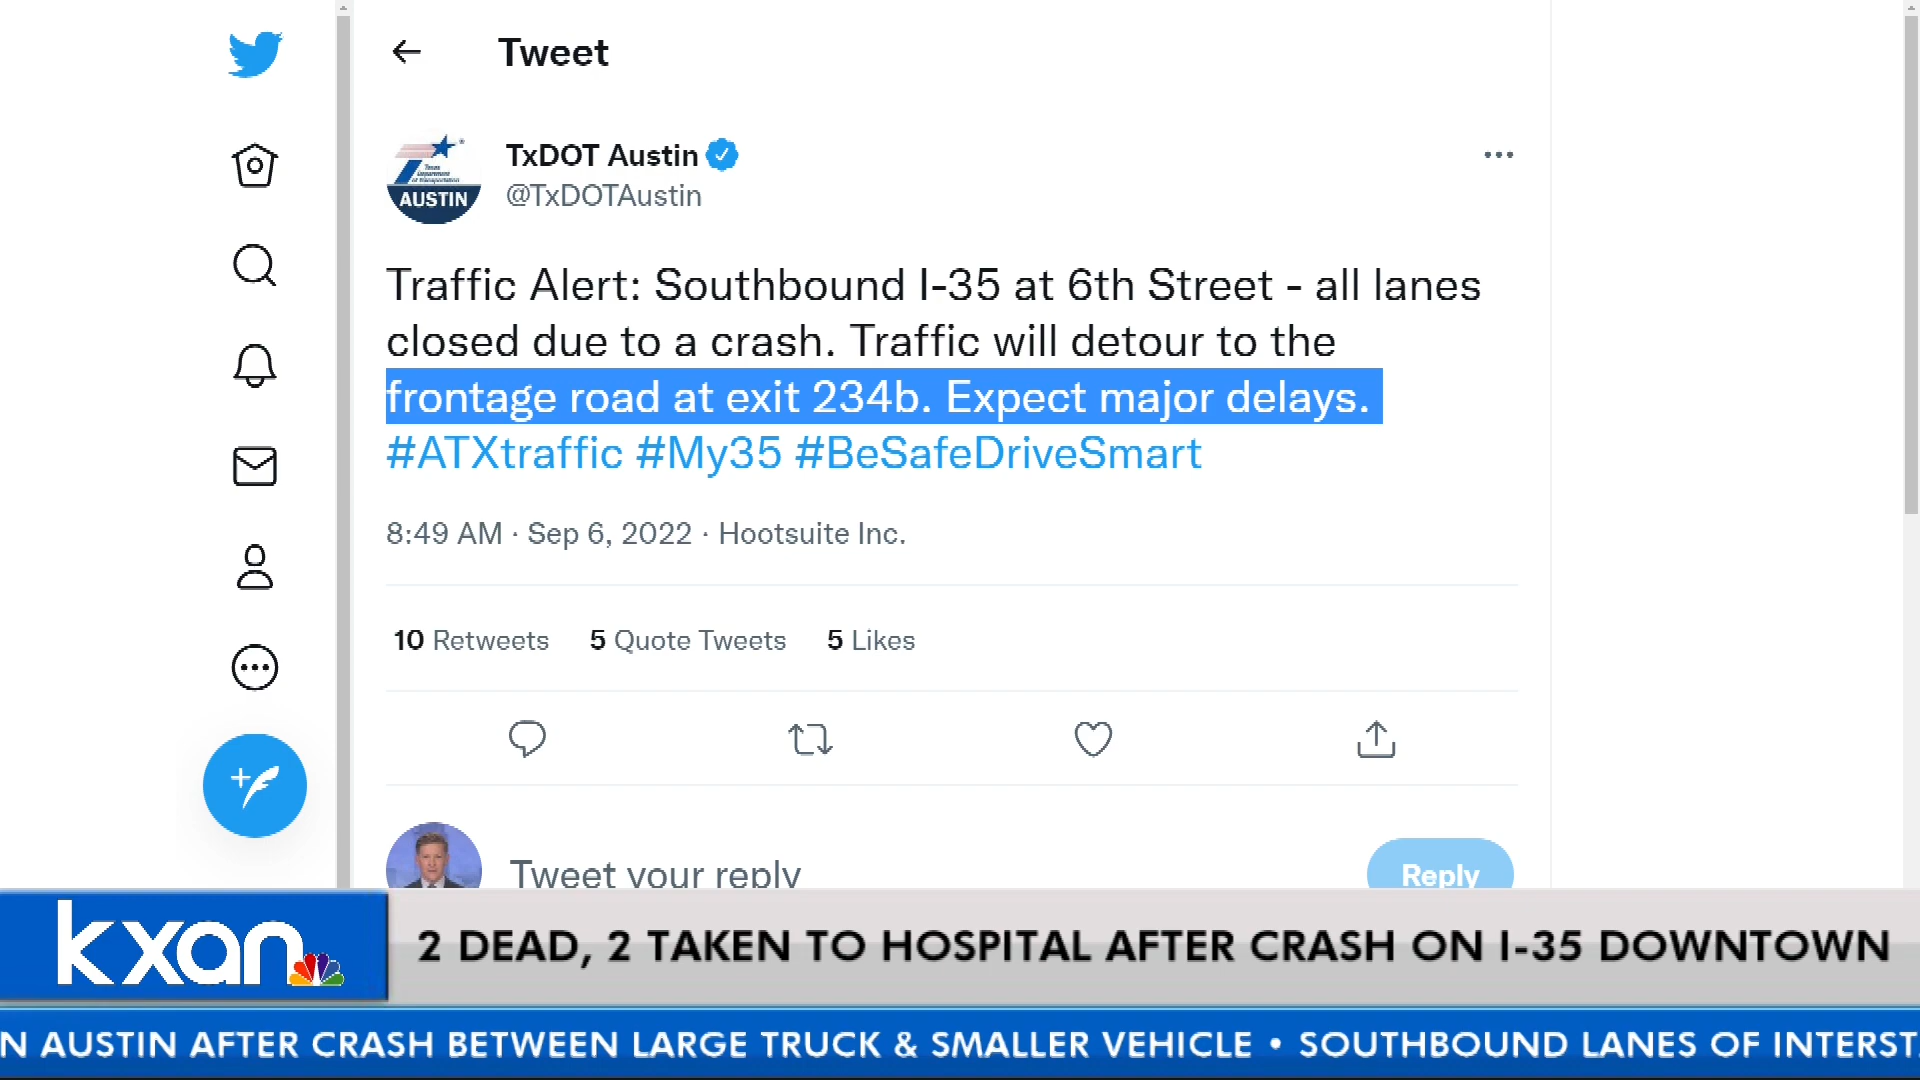 Tweet
TxDOT Austin
@TxDOTAustin
Texas
Department
of Transportation
AUSTIN
Traffic Alert: Southbound I-35 at 6th Street - all lanes
closed due to a crash. Traffic will detour to the
frontage road at exit 234b. Expect major delays.
#ATXtraffic #My35 #BeSafeDriveSmart
8:49 AM · Sep 6, 2022 · Hootsuite Inc.
10 Retweets 5 Quote Tweets 5 Likes
Tweet your reply
Reply
kxan
2 DEAD, 2 TAKEN TO HOSPITAL AFTER CRASH ON I-35 DOWNTOWN
N AUSTIN AFTER CRASH BETWEEN LARGE TRUCK & SMALLER VEHICLE • SOUTHBOUND LANES OF INTERST